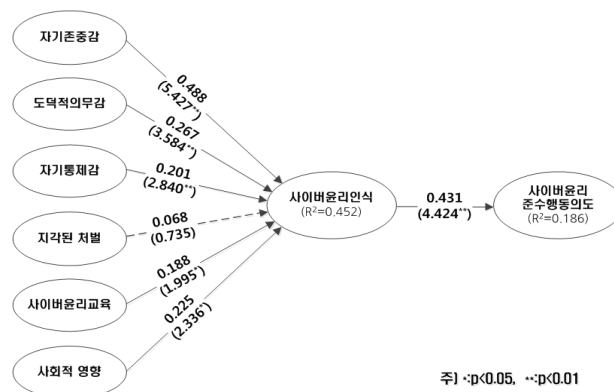 자기존중감
0.488
(5.427**)
도덕적의무감
0.267
(3.584**)
자기통제감
0.201
(2.840**)
사이버윤리인식
(R²=0.452)
0.431
(4.424**)
사이버윤리
준수행동의도
(R²=0.186)
지각된 처벌
0.068
(0.735)
사이버윤리교육
0.188
(1.995*)
사회적 영향
0.225
(2.336*)
주) *:p<0.05, **:p<0.01